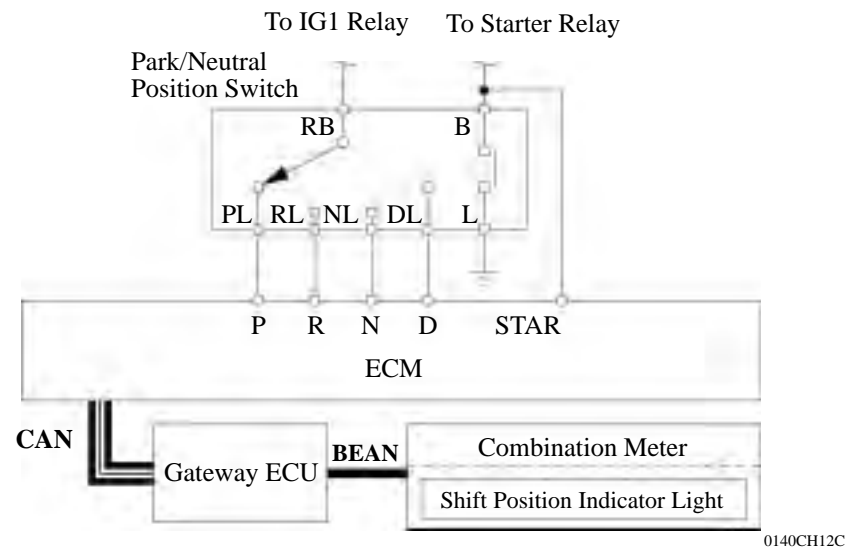 To IG1 Relay
To Starter Relay
Park/Neutral
Position Switch
RB
B
PL
RL
NL
DL
L
P
R
N
D
STAR
ECM
CAN
Gateway ECU
BEAN
Combination Meter
Shift Position Indicator Light
0140CH12C